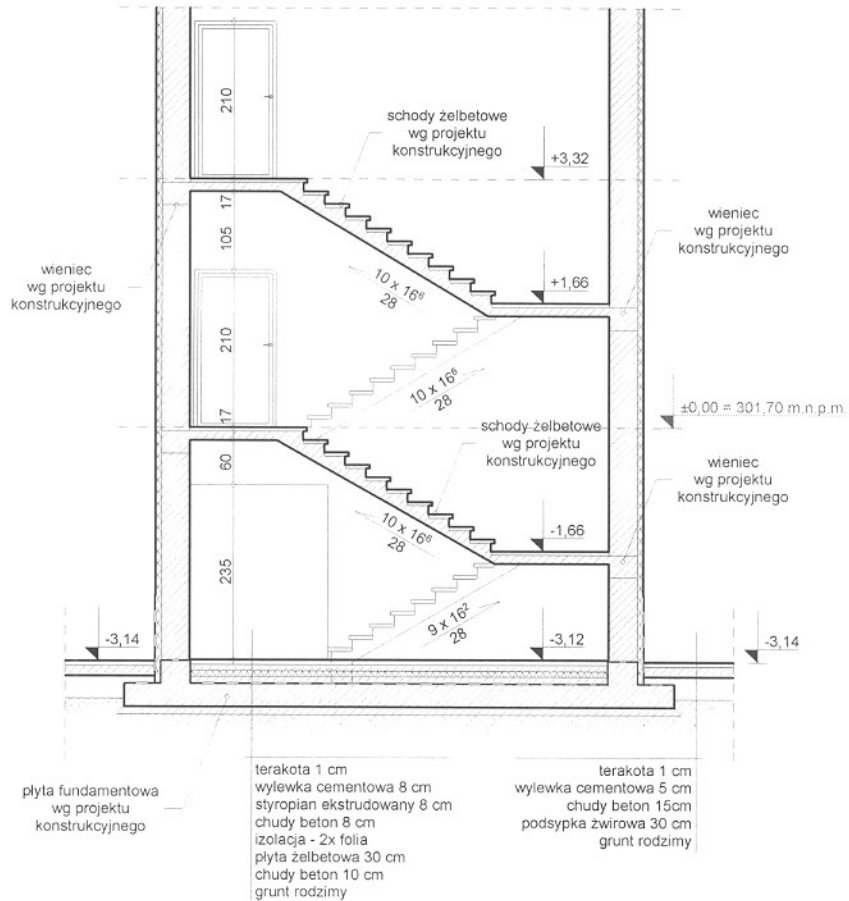 210
schody żelbetowe
wg projektu
konstrukcyjnego
+3,32
17
105
wieniec
wg projektu
konstrukcyjnego
wieniec
wg projektu
konstrukcyjnego
+1,66
10 x 16⁶
28
210
10 x 16⁶
28
±0,00 = 301,70 m.n.p.m.
17
schody żelbetowe
wg projektu
konstrukcyjnego
60
wieniec
wg projektu
konstrukcyjnego
10 x 16⁶
28
-1,66
235
9 x 16²
28
-3,14
-3,12
-3,14
płyta fundamentowa
wg projektu
konstrukcyjnego
terakota 1 cm
wylewka cementowa 8 cm
styropian ekstrudowany 8 cm
chudy beton 8 cm
izolacja - 2x folia
płyta żelbetowa 30 cm
chudy beton 10 cm
grunt rodzimy
terakota 1 cm
wylewka cementowa 5 cm
chudy beton 15cm
podsypka żwirowa 30 cm
grunt rodzimy